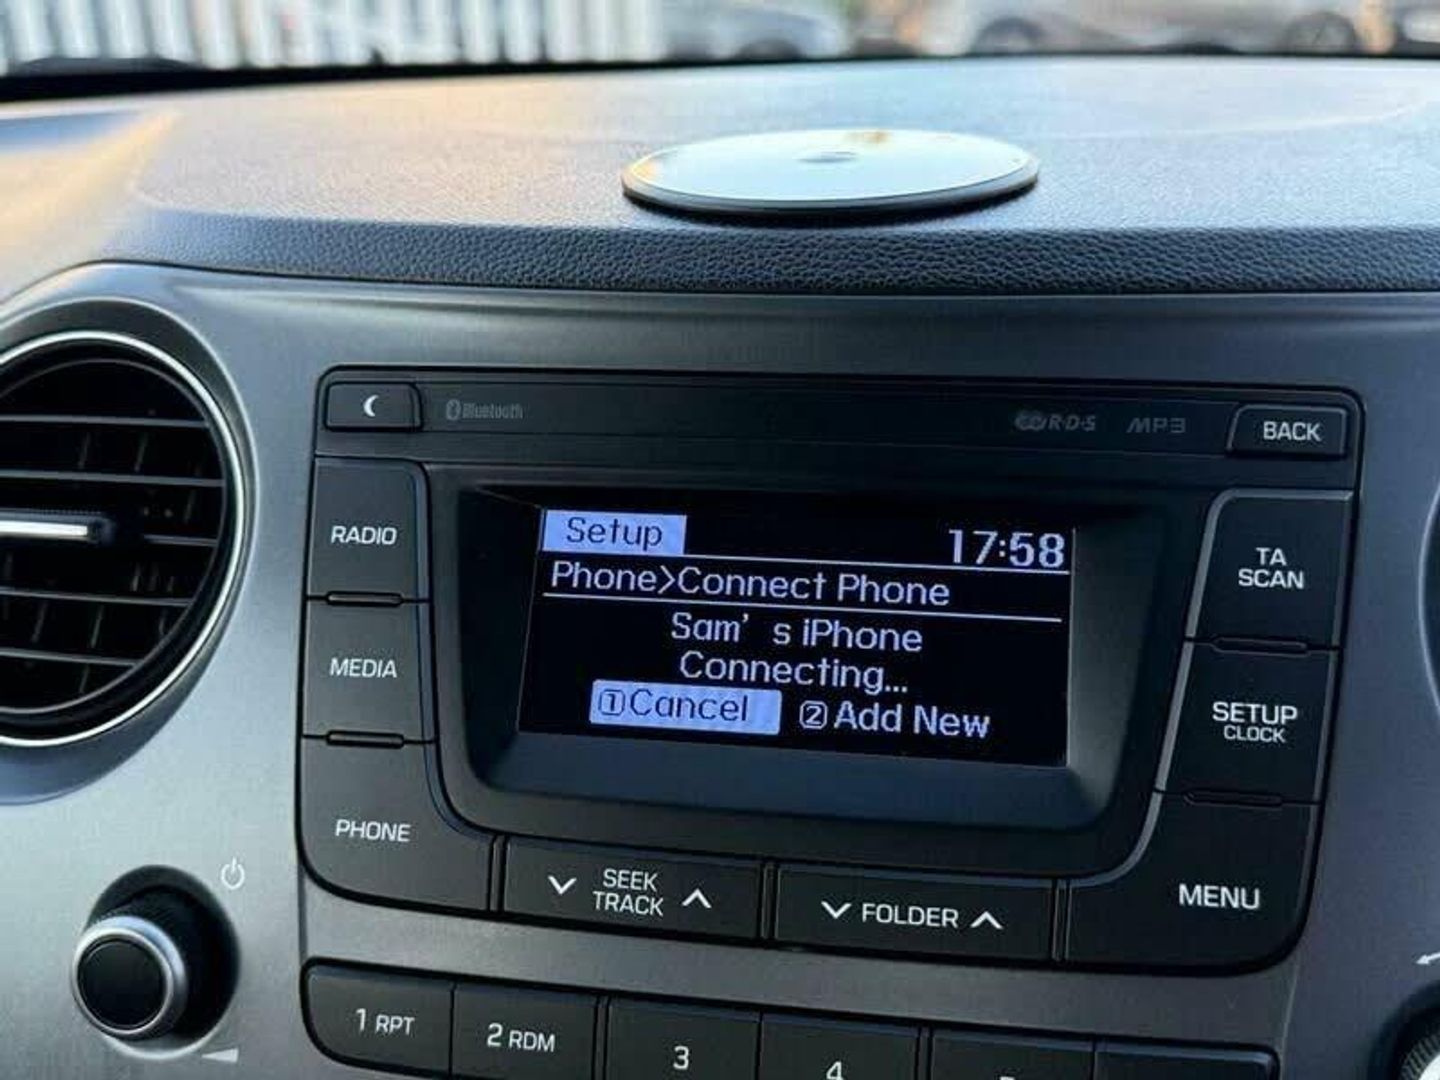 Bluetooth
R·D·S MP3
BACK
RADIO
MEDIA
PHONE
Setup
17:58
Phone>Connect Phone
Sam's iPhone
Connecting...
1Cancel 2Add New
TA
SCAN
SETUP
CLOCK
MENU
SEEK
TRACK
FOLDER
1 RPT
2 RDM
3
4